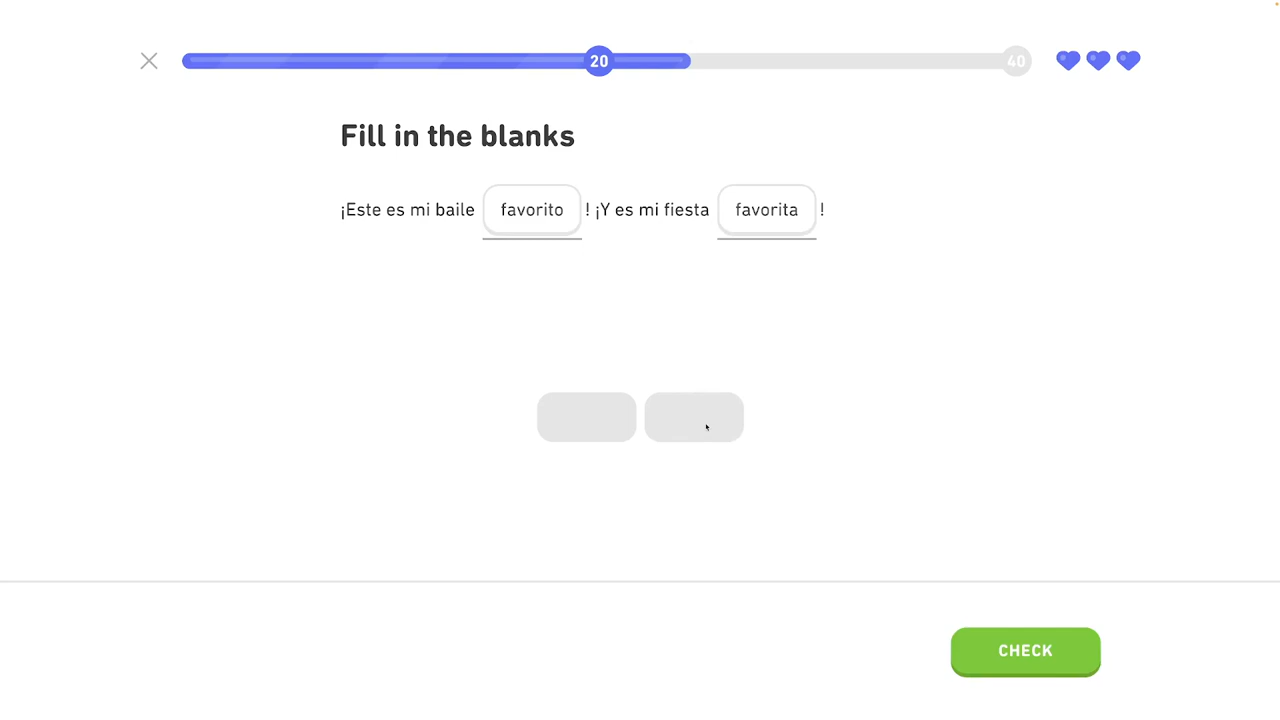 20
40
Fill in the blanks
¡Este es mi baile favorito ! ¡Y es mi fiesta favorita !
CHECK